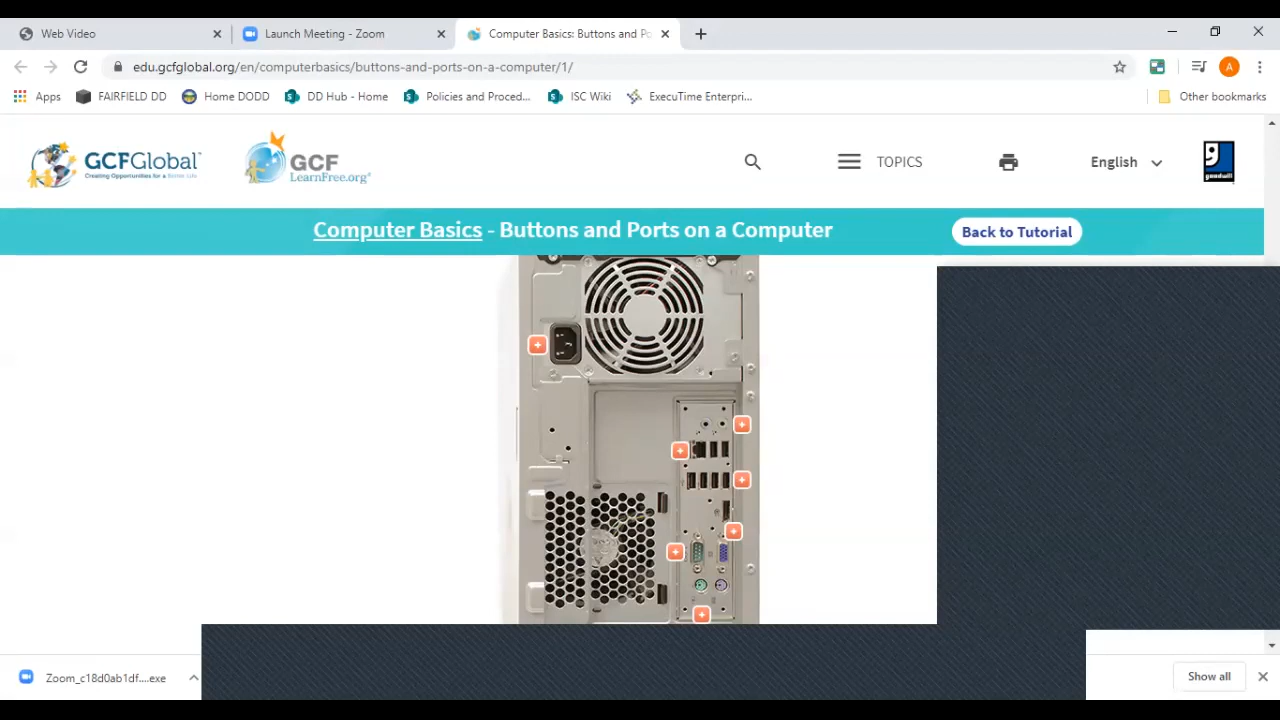 Web Video
Launch Meeting - Zoom
Computer Basics: Buttons and Po
edu.gcfglobal.org/en/computerbasics/buttons-and-ports-on-a-computer/1/
A
Apps
FAIRFIELD DD
Home DODD
DD Hub - Home
Policies and Proced...
ISC Wiki
ExecuTime Enterpri...
Other bookmarks
GCFGlobal
Creating Opportunities for a Better Life.
GCF
LearnFree.org®
TOPICS
English
goodwill
Computer Basics - Buttons and Ports on a Computer
Back to Tutorial
Zoom_c18d0ab1df....exe
Show all